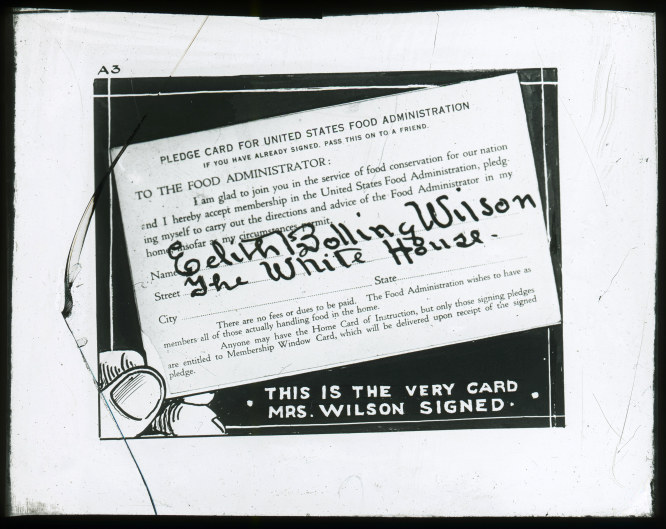 A3
PLEDGE CARD FOR UNITED STATES FOOD ADMINISTRATION
IF YOU HAVE ALREADY SIGNED, PASS THIS ON TO A FRIEND.
TO THE FOOD ADMINISTRATOR:
I am glad to join you in the service of food conservation for our nation
and I hereby accept membership in the United States Food Administration, pledg-
ing myself to carry out the directions and advice of the Food Administrator in my
home, insofar as my circumstances permit.
Name Edith Bolling Wilson
Street The White House.
City State
There are no fees or dues to be paid. The Food Administration wishes to have as
members all of those actually handling food in the home.
Anyone may have the Home Card of Instruction, but only those signing pledges
are entitled to Membership Window Card, which will be delivered upon receipt of the signed
pledge.
· THIS IS THE VERY CARD
MRS. WILSON SIGNED. ·